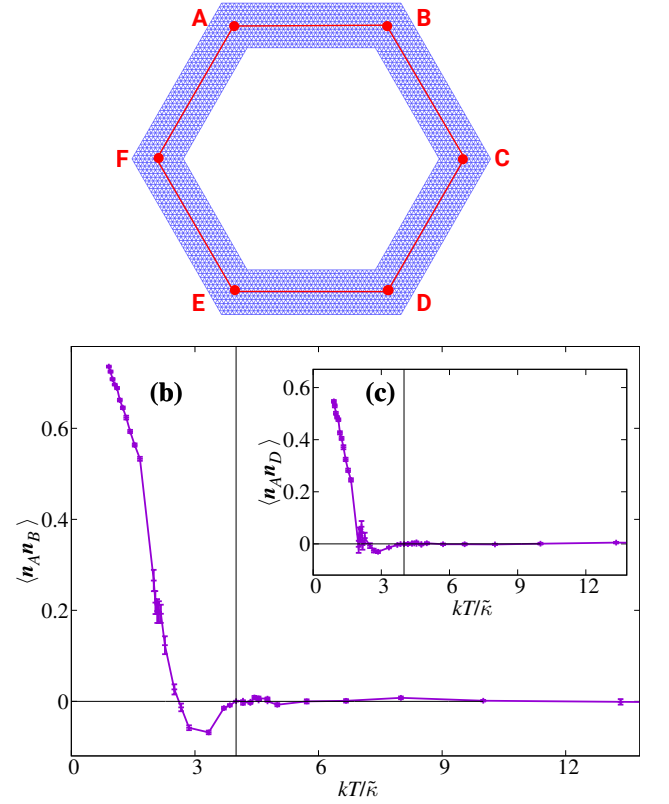 A B
F C
E D
(b) (c)
0.6
0.4
0.2
0
⟨n_A n_B⟩
0 3 6 9 12
kT/κ̃
0.6
0.4
0.2
0
⟨n_A n_D⟩
0 3 6 9 12
kT/κ̃